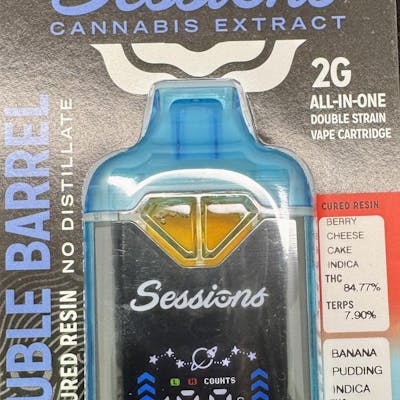 Sessions
CANNABIS EXTRACT
2G
ALL-IN-ONE
DOUBLE STRAIN
VAPE CARTRIDGE
UBLE BARREL
URED RESIN NO DISTILLATE
CURED RESIN
BERRY
CHEESE
CAKE
INDICA
THC
84.77%
TERPS
7.90%
BANANA
PUDDING
INDICA
Sessions
L H COUNTS